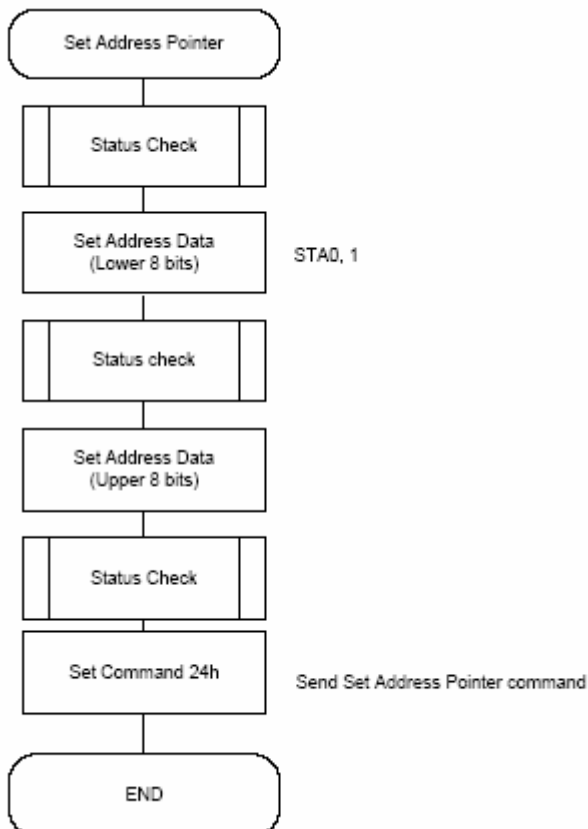 Set Address Pointer
Status Check
Set Address Data
(Lower 8 bits)
STA0, 1
Status check
Set Address Data
(Upper 8 bits)
Status Check
Set Command 24h
Send Set Address Pointer command
END